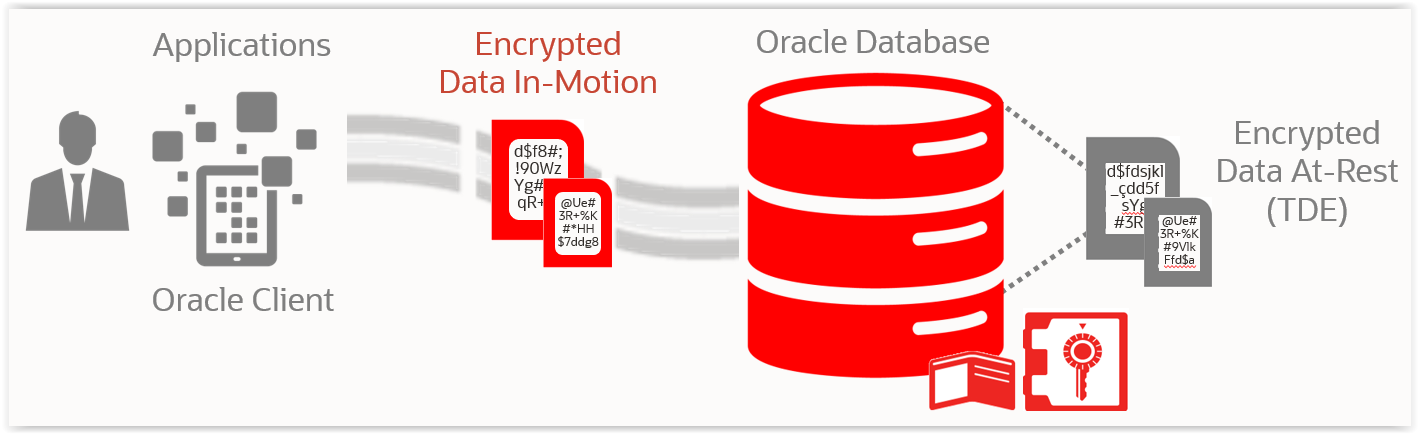 Applications
Oracle Client
Encrypted
Data In-Motion
d$f8#;
!90Wz
Yg#
qR+
@Ue#
3R+%K
#*HH
$7ddg8
Oracle Database
d$fdsjkl
_çdd5f
sYg
#3R
@Ue#
3R+%K
#9Vlk
Ffd$a
Encrypted
Data At-Rest
(TDE)